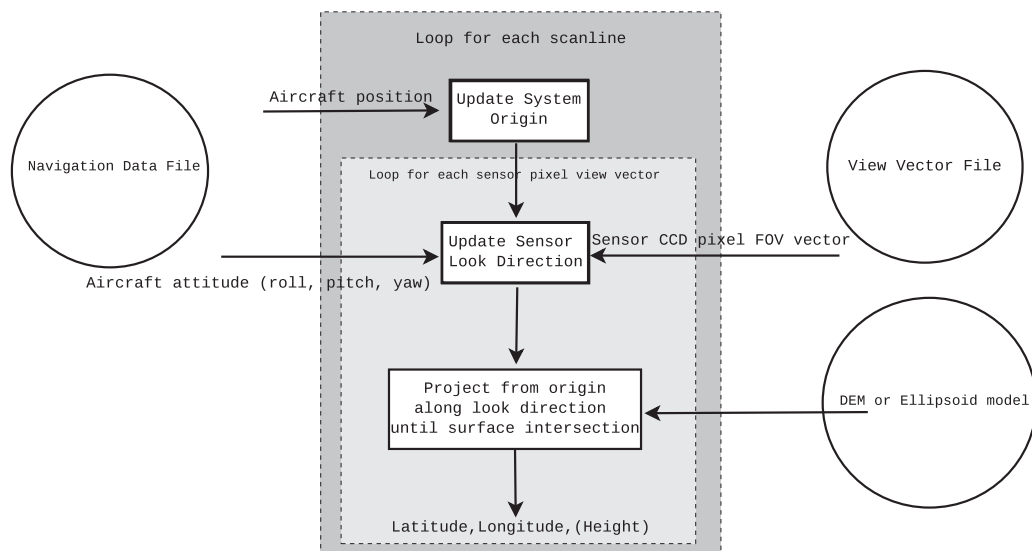 Loop for each scanline
Aircraft position
Update System
Origin
Navigation Data File
View Vector File
Loop for each sensor pixel view vector
Update Sensor
Look Direction
Sensor CCD pixel FOV vector
Aircraft attitude (roll, pitch, yaw)
Project from origin
along look direction
until surface intersection
DEM or Ellipsoid model
Latitude,Longitude,(Height)